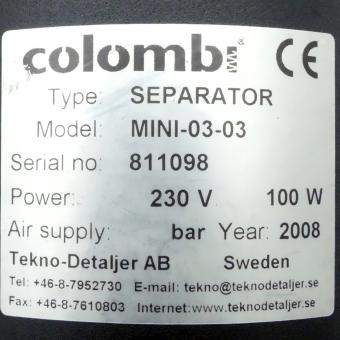 colombi ® CE
Type: SEPARATOR
Model: MINI-03-03
Serial no: 811098
Power: 230 V 100 W
Air supply: bar Year: 2008
Tekno-Detaljer AB Sweden
Tel: +46-8-7952730 E-mail: tekno@teknodetaljer.se
Fax: +46-8-7610803 Internet:www.teknodetaljer.se